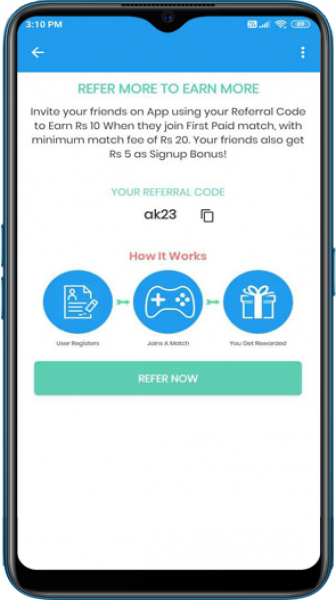 3:10 PM
REFER MORE TO EARN MORE
Invite your friends on App using your Referral Code
to Earn Rs 10 When they join First Paid match, with
minimum match fee of Rs 20. Your friends also get
Rs 5 as Signup Bonus!
YOUR REFERRAL CODE
ak23
How It Works
User Registers Joins A Match You Get Rewarded
REFER NOW